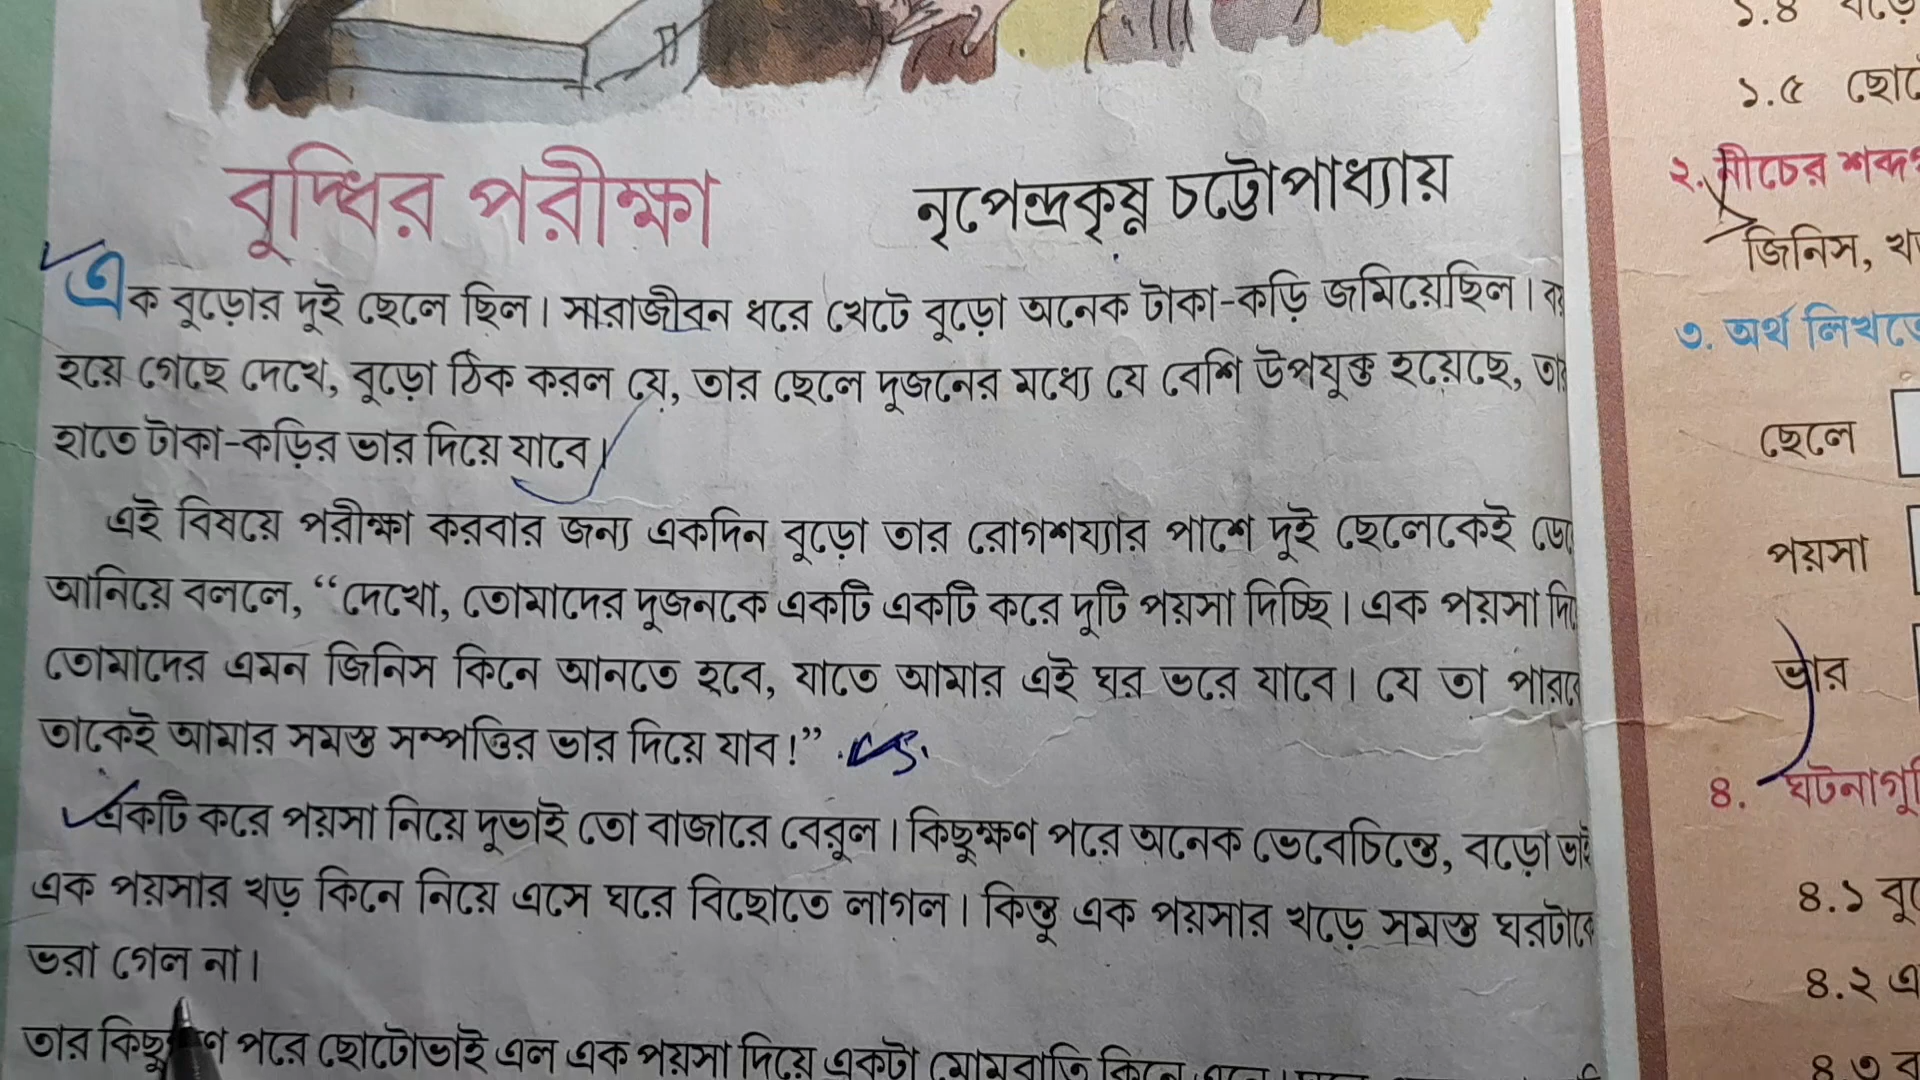 বুদ্ধির পরীক্ষা
নৃপেন্দ্রকৃষ্ণ চট্টোপাধ্যায়
এক বুড়োর দুই ছেলে ছিল। সারাজীবন ধরে খেটে বুড়ো অনেক টাকা-কড়ি জমিয়েছিল।
হয়ে গেছে দেখে, বুড়ো ঠিক করল যে, তার ছেলে দুজনের মধ্যে যে বেশি উপযুক্ত হয়েছে,
হাতে টাকা-কড়ির ভার দিয়ে যাবে।
এই বিষয়ে পরীক্ষা করবার জন্য একদিন বুড়ো তার রোগশয্যার পাশে দুই ছেলেকেই
আনিয়ে বললে, “দেখো, তোমাদের দুজনকে একটি একটি করে দুটি পয়সা দিচ্ছি। এক পয়সা
তোমাদের এমন জিনিস কিনে আনতে হবে, যাতে আমার এই ঘর ভরে যাবে। যে তা
তাকেই আমার সমস্ত সম্পত্তির ভার দিয়ে যাব!”
একটি করে পয়সা নিয়ে দুভাই তো বাজারে বেরুল। কিছুক্ষণ পরে অনেক ভেবেচিন্তে, বড়ো ভাই
এক পয়সার খড় কিনে নিয়ে এসে ঘরে বিছোতে লাগল। কিন্তু এক পয়সার খড়ে সমস্ত
ভরা গেল না।
তার পরে ছোটোভাই এল এক পয়সা দিয়ে একটা মোমবাতি কিনে
১.৪
১.৫
২. নীচের
জিনিস,
৩. অর্থ
ছেলে
পয়সা
ভার
৪.
৪.১
৪.২
৪.৩